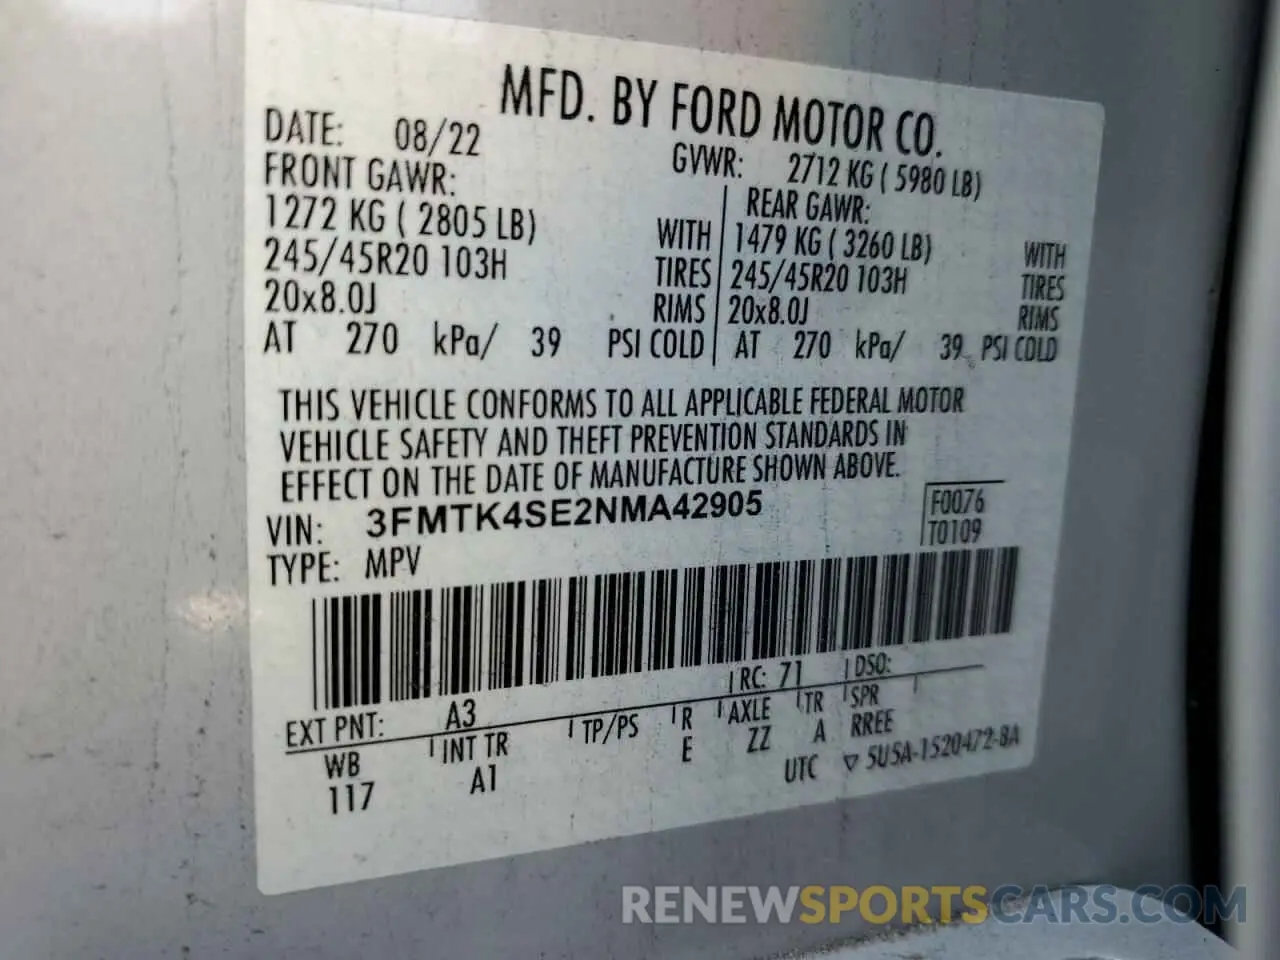 MFD. BY FORD MOTOR CO.
DATE: 08/22 GVWR: 2712 KG ( 5980 LB)
FRONT GAWR: REAR GAWR:
1272 KG ( 2805 LB) WITH 1479 KG ( 3260 LB) WITH
245/45R20 103H TIRES 245/45R20 103H TIRES
20x8.0J RIMS 20x8.0J RIMS
AT 270 kPa/ 39 PSI COLD AT 270 kPa/ 39 PSI COLD
THIS VEHICLE CONFORMS TO ALL APPLICABLE FEDERAL MOTOR
VEHICLE SAFETY AND THEFT PREVENTION STANDARDS IN
EFFECT ON THE DATE OF MANUFACTURE SHOWN ABOVE.
VIN: 3FMTK4SE2NMA42905 F0076
TYPE: MPV T0109
EXT PNT: A3 RC: 71 DSO:
WB INT TR TP/PS R AXLE TR SPR
117 A1 E ZZ A RREE
UTC ▽ 5U5A-1520472-BA
RENEWSPORTSCARS.COM